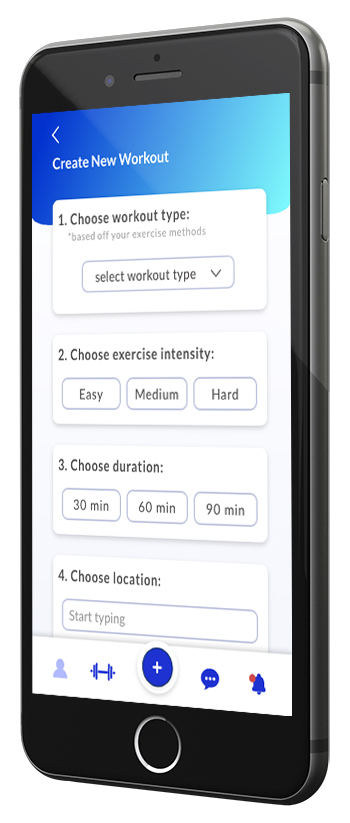 Create New Workout
1. Choose workout type:
*based off your exercise methods
select workout type
2. Choose exercise intensity:
Easy Medium Hard
3. Choose duration:
30 min 60 min 90 min
4. Choose location:
Start typing